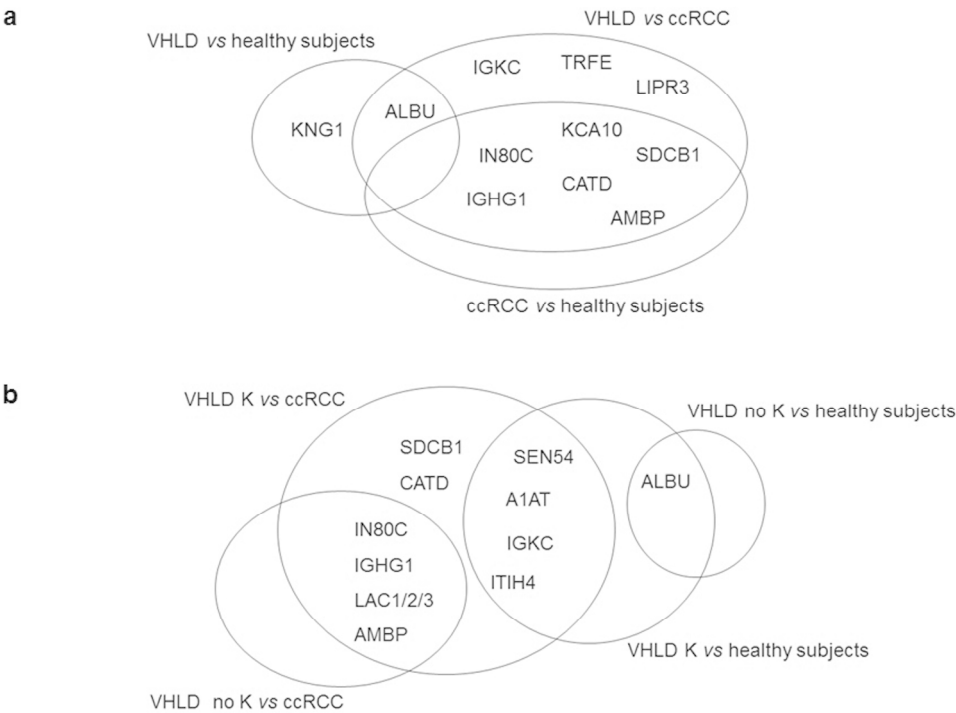 a
VHLD vs ccRCC
VHLD vs healthy subjects
IGKC
TRFE
LIPR3
ALBU
KNG1
KCA10
IN80C
SDCB1
CATD
IGHG1
AMBP
ccRCC vs healthy subjects
b
VHLD K vs ccRCC
VHLD no K vs healthy subjects
SDCB1
SEN54
CATD
ALBU
A1AT
IN80C
IGKC
IGHG1
ITIH4
LAC1/2/3
AMBP
VHLD K vs healthy subjects
VHLD no K vs ccRCC